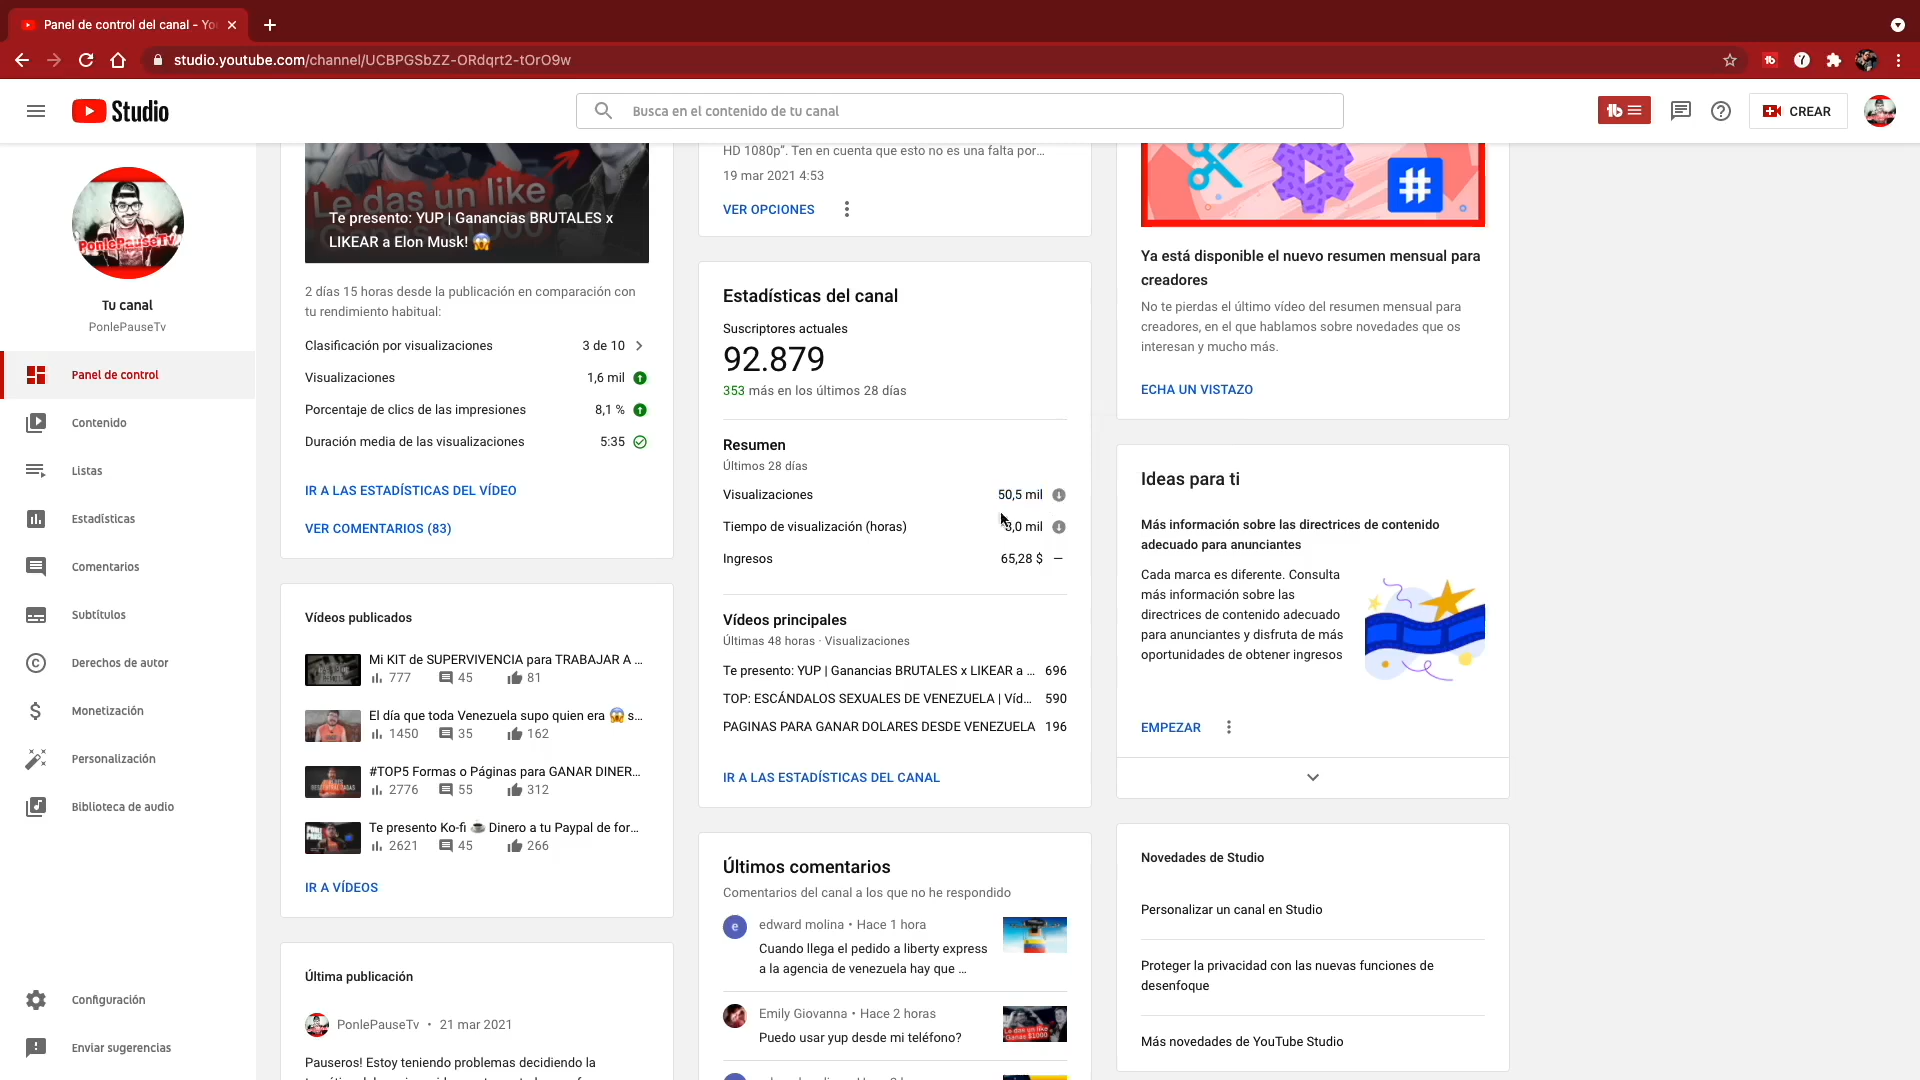 Panel de control del canal - Yo
studio.youtube.com/channel/UCBPGSbZZ-ORdqrt2-tOrO9w
Studio
Busca en el contenido de tu canal
CREAR
PonlePauseTv
Tu canal
PonlePauseTv
Panel de control
Contenido
Listas
Estadísticas
Comentarios
Subtítulos
Derechos de autor
Monetización
Personalización
Biblioteca de audio
Configuración
Enviar sugerencias
Le das un like
Te presento: YUP | Ganancias BRUTALES x
LIKEAR a Elon Musk! 😱
2 días 15 horas desde la publicación en comparación con
tu rendimiento habitual:
Clasificación por visualizaciones 3 de 10
Visualizaciones 1,6 mil
Porcentaje de clics de las impresiones 8,1 %
Duración media de las visualizaciones 5:35
IR A LAS ESTADÍSTICAS DEL VÍDEO
VER COMENTARIOS (83)
Vídeos publicados
Mi KIT de SUPERVIVENCIA para TRABAJAR A ...
777 45 81
El día que toda Venezuela supo quien era 😱 s...
1450 35 162
#TOP5 Formas o Páginas para GANAR DINER...
2776 55 312
Te presento Ko-fi ☕ Dinero a tu Paypal de for...
2621 45 266
IR A VÍDEOS
Última publicación
PonlePauseTv • 21 mar 2021
Pauseros! Estoy teniendo problemas decidiendo la
HD 1080p". Ten en cuenta que esto no es una falta por...
19 mar 2021 4:53
VER OPCIONES
Estadísticas del canal
Suscriptores actuales
92.879
353 más en los últimos 28 días
Resumen
Últimos 28 días
Visualizaciones 50,5 mil
Tiempo de visualización (horas) 3,0 mil
Ingresos 65,28 $ —
Vídeos principales
Últimas 48 horas · Visualizaciones
Te presento: YUP | Ganancias BRUTALES x LIKEAR a ... 696
TOP: ESCÁNDALOS SEXUALES DE VENEZUELA | Víd... 590
PAGINAS PARA GANAR DOLARES DESDE VENEZUELA 196
IR A LAS ESTADÍSTICAS DEL CANAL
Últimos comentarios
Comentarios del canal a los que no he respondido
e
edward molina • Hace 1 hora
Cuando llega el pedido a liberty express
a la agencia de venezuela hay que ...
Emily Giovanna • Hace 2 horas
Puedo usar yup desde mi teléfono?
Ya está disponible el nuevo resumen mensual para
creadores
No te pierdas el último vídeo del resumen mensual para
creadores, en el que hablamos sobre novedades que os
interesan y mucho más.
ECHA UN VISTAZO
Ideas para ti
Más información sobre las directrices de contenido
adecuado para anunciantes
Cada marca es diferente. Consulta
más información sobre las
directrices de contenido adecuado
para anunciantes y disfruta de más
oportunidades de obtener ingresos
EMPEZAR
Novedades de Studio
Personalizar un canal en Studio
Proteger la privacidad con las nuevas funciones de
desenfoque
Más novedades de YouTube Studio